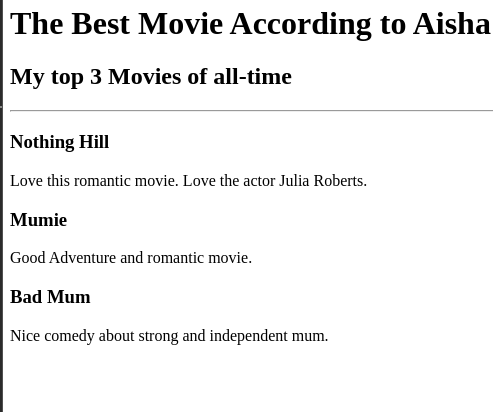 The Best Movie According to Aisha
My top 3 Movies of all-time
Nothing Hill
Love this romantic movie. Love the actor Julia Roberts.
Mumie
Good Adventure and romantic movie.
Bad Mum
Nice comedy about strong and independent mum.